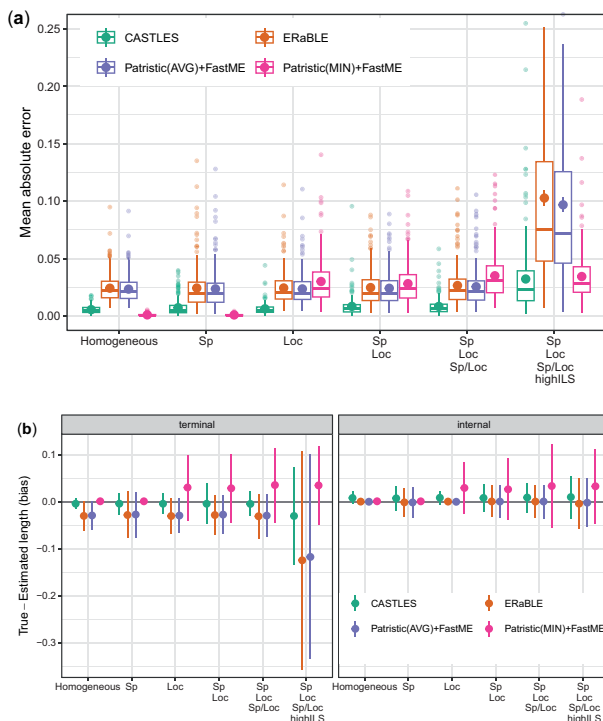 (a)
CASTLES
ERaBLE
Patristic(AVG)+FastME
Patristic(MIN)+FastME
Mean absolute error
0.25
0.20
0.15
0.10
0.05
0.00
Homogeneous
Sp
Loc
Sp
Loc
Sp
Loc
Sp/Loc
Sp
Loc
Sp/Loc
highILS
(b)
terminal
internal
True − Estimated length (bias)
0.1
0.0
−0.1
−0.2
−0.3
CASTLES
ERaBLE
Patristic(AVG)+FastME
Patristic(MIN)+FastME
Homogeneous
Sp
Loc
Sp
Loc
Sp
Loc
Sp/Loc
Sp
Loc
Sp/Loc
highILS
Homogeneous
Sp
Loc
Sp
Loc
Sp
Loc
Sp/Loc
Sp
Loc
Sp/Loc
highILS